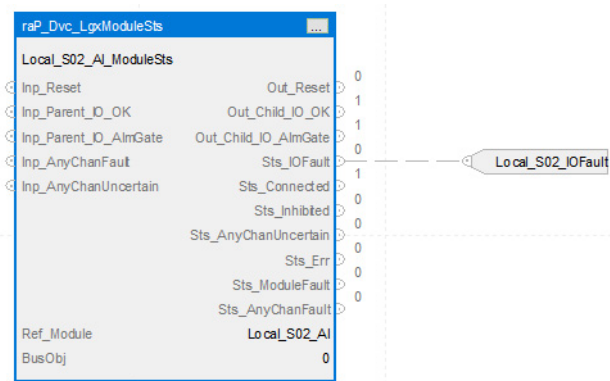 raP_Dvc_LgxModuleSts ...
Local_S02_AI_ModuleSts
Inp_Reset Out_Reset 0
Inp_Parent_IO_OK Out_Child_IO_OK 1
Inp_Parent_IO_AlmGate Out_Child_IO_AlmGate 1
Inp_AnyChanFault Sts_IOFault 0 Local_S02_IOFault
Inp_AnyChanUncertain Sts_Connected 1
Sts_Inhibited 0
Sts_AnyChanUncertain 0
Sts_Err 0
Sts_ModuleFault 0
Sts_AnyChanFault 0
Ref_Module Local_S02_AI
BusObj 0